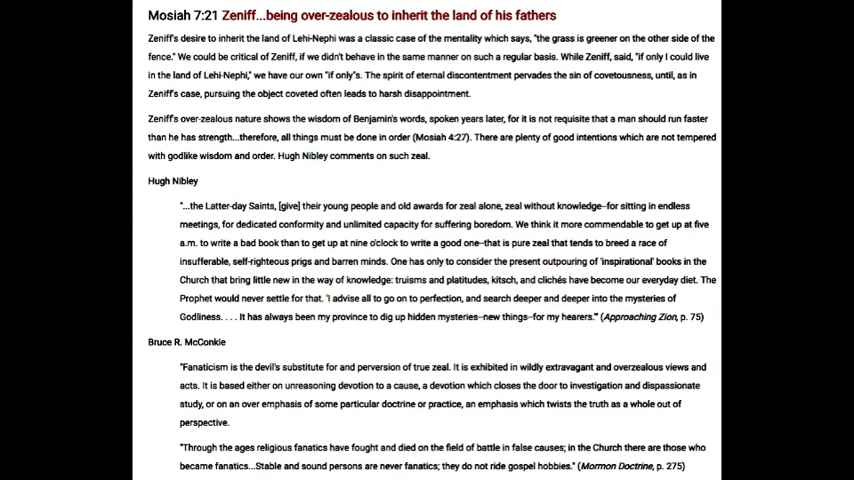 Mosiah 7:21 Zeniff...being over-zealous to inherit the land of his fathers
Zeniff's desire to inherit the land of Lehi-Nephi was a classic case of the mentality which says, "the grass is greener on the other side of the
fence." We could be critical of Zeniff, if we didn't behave in the same manner on such a regular basis. While Zeniff, said, "if only I could live
in the land of Lehi-Nephi," we have our own "if only"s. The spirit of eternal discontentment pervades the sin of covetousness, until, as in
Zeniff's case, pursuing the object coveted often leads to harsh disappointment.
Zeniff's over-zealous nature shows the wisdom of Benjamin's words, spoken years later, for it is not requisite that a man should run faster
than he has strength...therefore, all things must be done in order (Mosiah 4:27). There are plenty of good intentions which are not tempered
with godlike wisdom and order. Hugh Nibley comments on such zeal.
Hugh Nibley
"...the Latter-day Saints, [give] their young people and old awards for zeal alone, zeal without knowledge–for sitting in endless
meetings, for dedicated conformity and unlimited capacity for suffering boredom. We think it more commendable to get up at five
a.m. to write a bad book than to get up at nine o'clock to write a good one–that is pure zeal that tends to breed a race of
insufferable, self-righteous prigs and barren minds. One has only to consider the present outpouring of 'inspirational' books in the
Church that bring little new in the way of knowledge: truisms and platitudes, kitsch, and clichés have become our everyday diet. The
Prophet would never settle for that. 'I advise all to go on to perfection, and search deeper and deeper into the mysteries of
Godliness. . . . It has always been my province to dig up hidden mysteries–new things–for my hearers.'" (Approaching Zion, p. 75)
Bruce R. McConkie
"Fanaticism is the devil's substitute for and perversion of true zeal. It is exhibited in wildly extravagant and overzealous views and
acts. It is based either on unreasoning devotion to a cause, a devotion which closes the door to investigation and dispassionate
study, or on an over emphasis of some particular doctrine or practice, an emphasis which twists the truth as a whole out of
perspective.
"Through the ages religious fanatics have fought and died on the field of battle in false causes; in the Church there are those who
became fanatics...Stable and sound persons are never fanatics; they do not ride gospel hobbies." (Mormon Doctrine, p. 275)